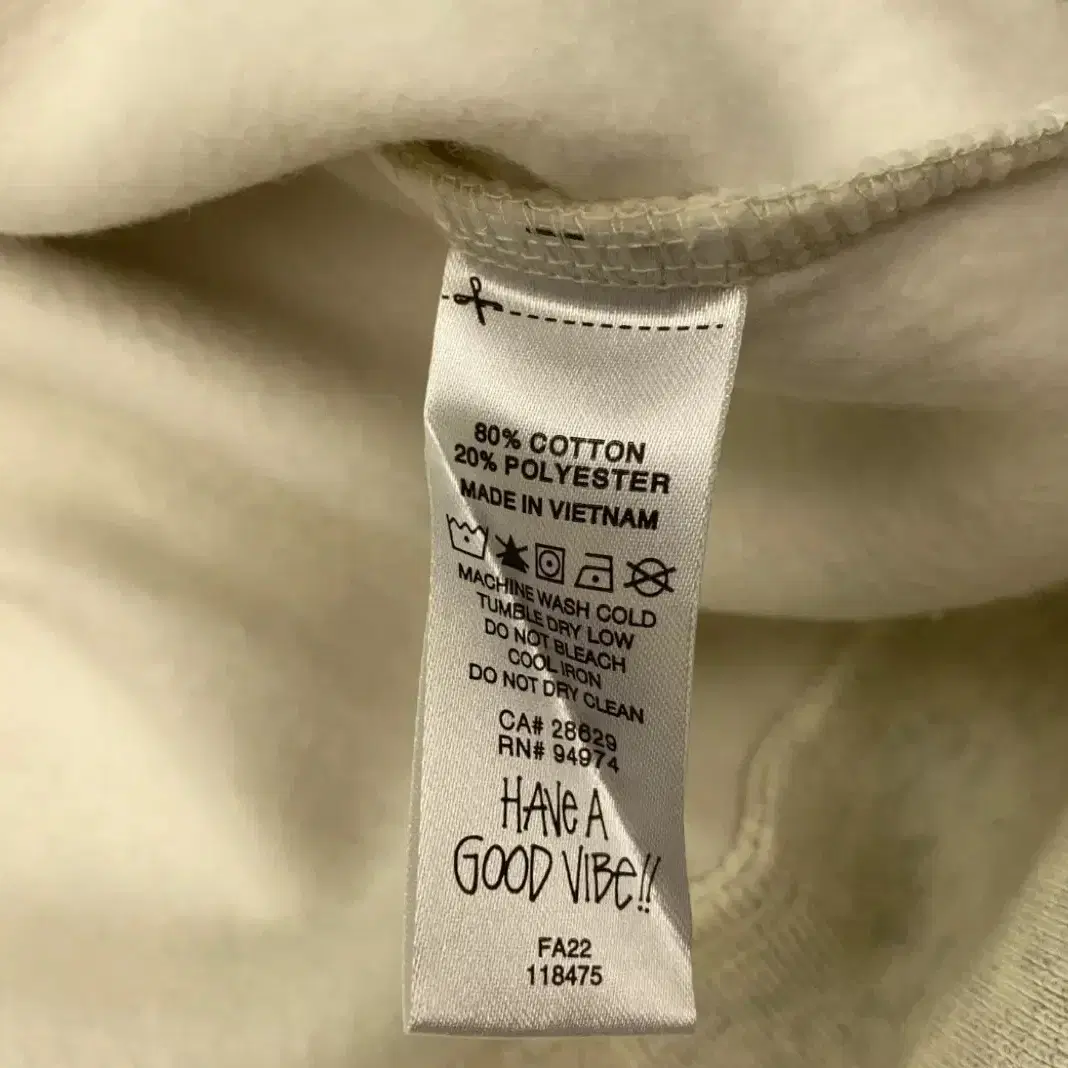 80% COTTON
20% POLYESTER
MADE IN VIETNAM
MACHINE WASH COLD
TUMBLE DRY LOW
DO NOT BLEACH
COOL IRON
DO NOT DRY CLEAN
CA# 28629
RN# 94974
HAVE A
GOOD VIBE!!
FA22
118475